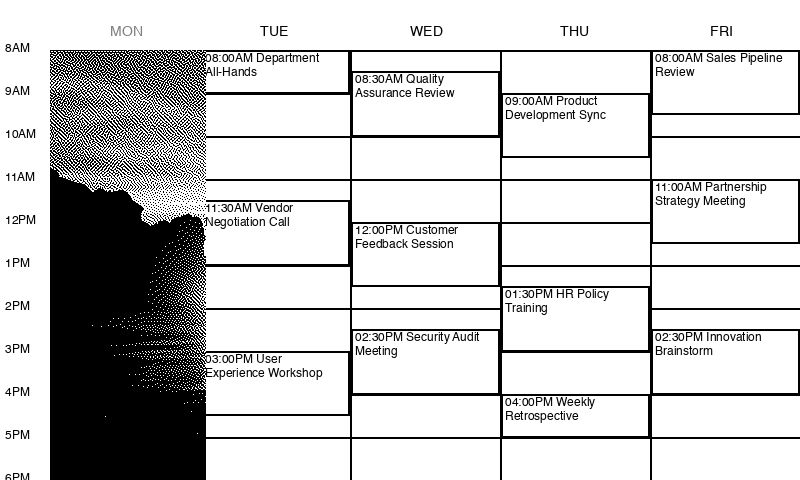 MON
TUE
WED
THU
FRI
8AM
9AM
10AM
11AM
12PM
1PM
2PM
3PM
4PM
5PM
6PM
08:00AM Department
All-Hands
11:30AM Vendor
Negotiation Call
03:00PM User
Experience Workshop
08:30AM Quality
Assurance Review
12:00PM Customer
Feedback Session
02:30PM Security Audit
Meeting
09:00AM Product
Development Sync
01:30PM HR Policy
Training
04:00PM Weekly
Retrospective
08:00AM Sales Pipeline
Review
11:00AM Partnership
Strategy Meeting
02:30PM Innovation
Brainstorm